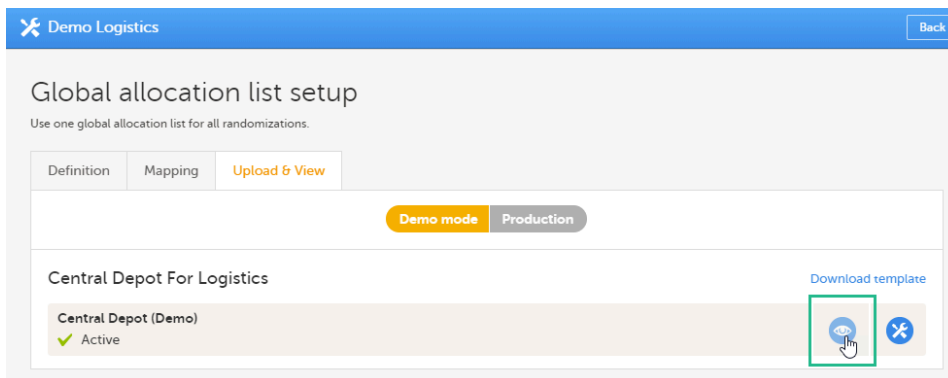 Demo Logistics
Back
Global allocation list setup
Use one global allocation list for all randomizations.
Definition Mapping Upload & View
Demo mode Production
Central Depot For Logistics
Download template
Central Depot (Demo)
Active